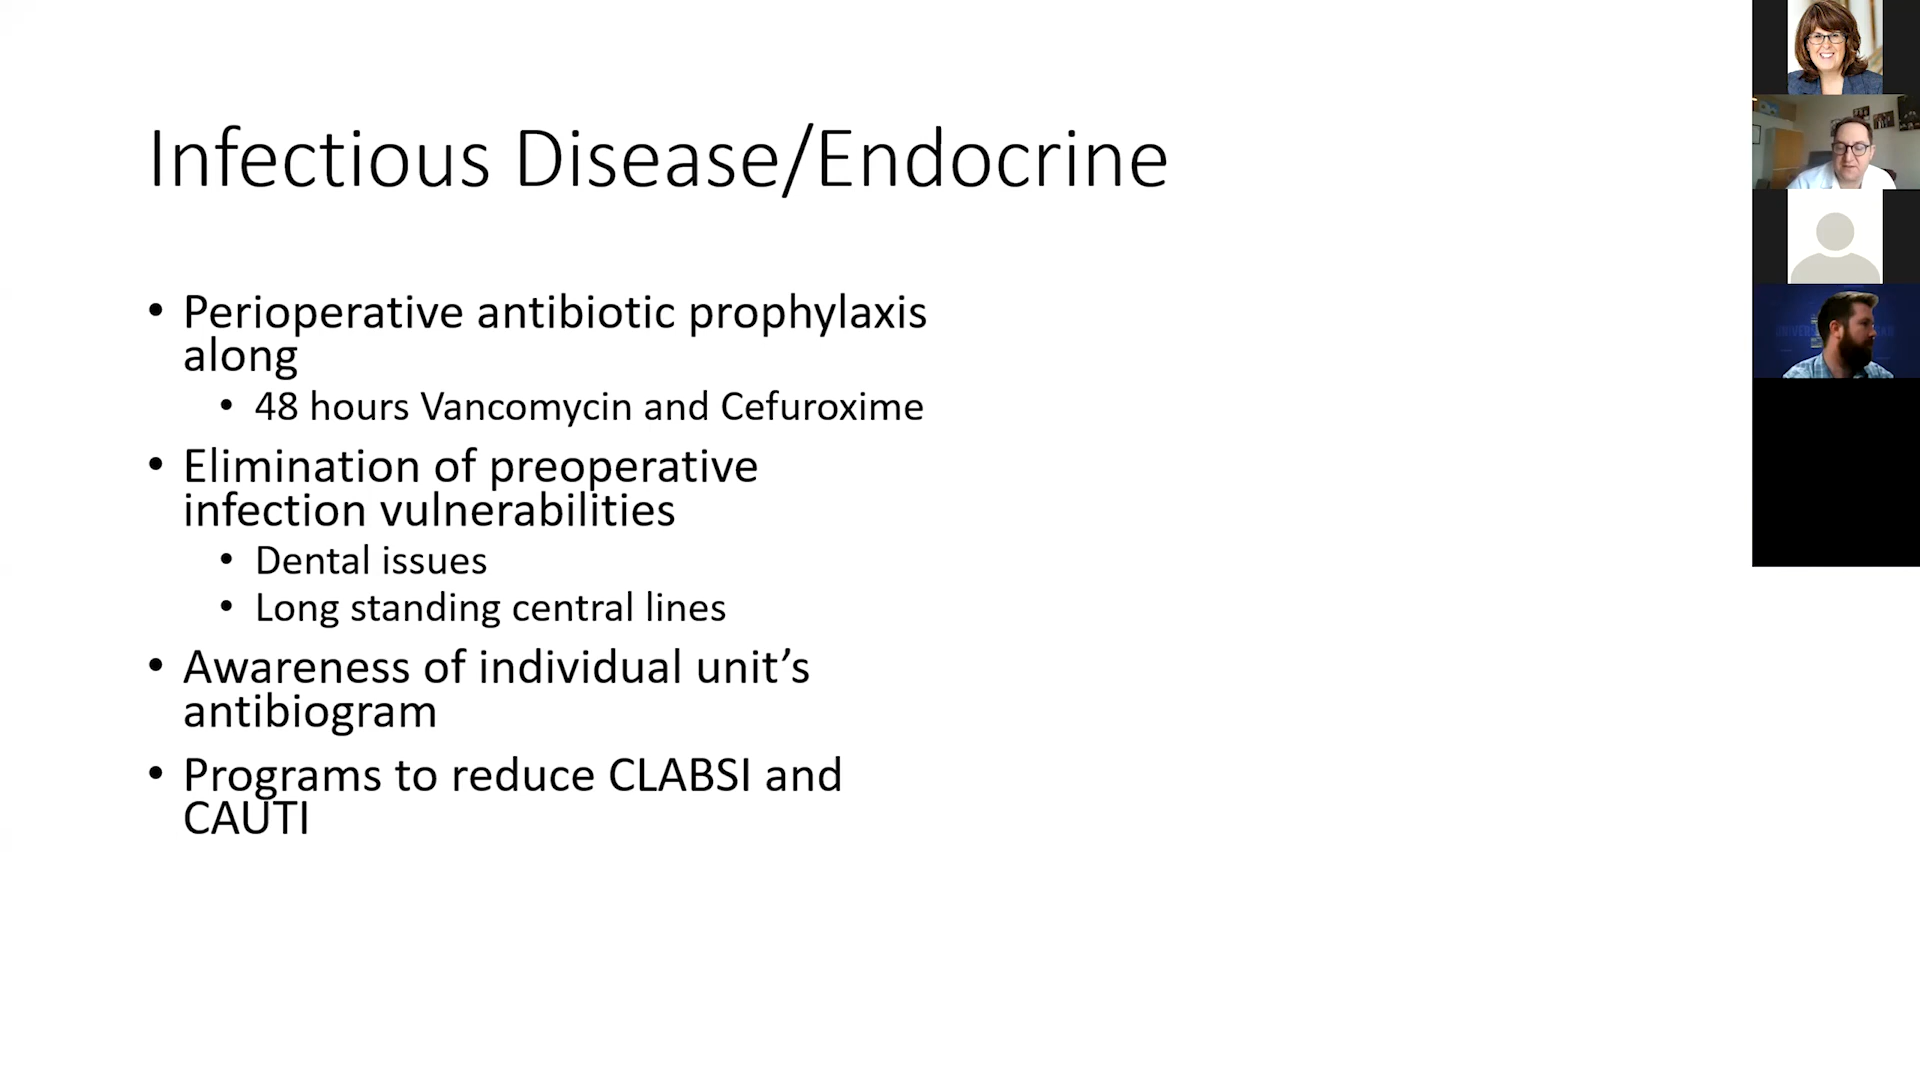 Infectious Disease/Endocrine
• Perioperative antibiotic prophylaxis
along
• 48 hours Vancomycin and Cefuroxime
• Elimination of preoperative
infection vulnerabilities
• Dental issues
• Long standing central lines
• Awareness of individual unit’s
antibiogram
• Programs to reduce CLABSI and
CAUTI